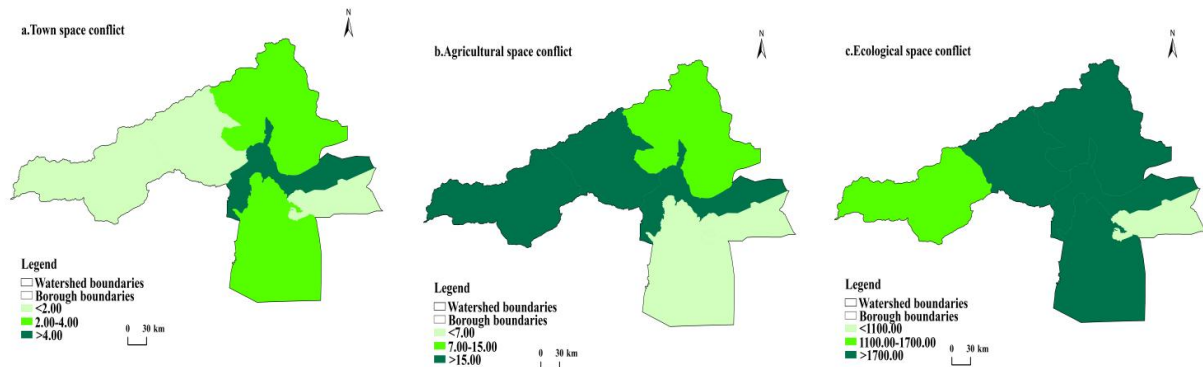 a.Town space conflict
N
Legend
Watershed boundaries
Borough boundaries
<2.00
2.00-4.00
>4.00
0 30 km
b.Agricultural space conflict
N
Legend
Watershed boundaries
Borough boundaries
<7.00
7.00-15.00
>15.00
0 30 km
c.Ecological space conflict
N
Legend
Watershed boundaries
Borough boundaries
<1100.00
1100.00-1700.00
>1700.00
0 30 km